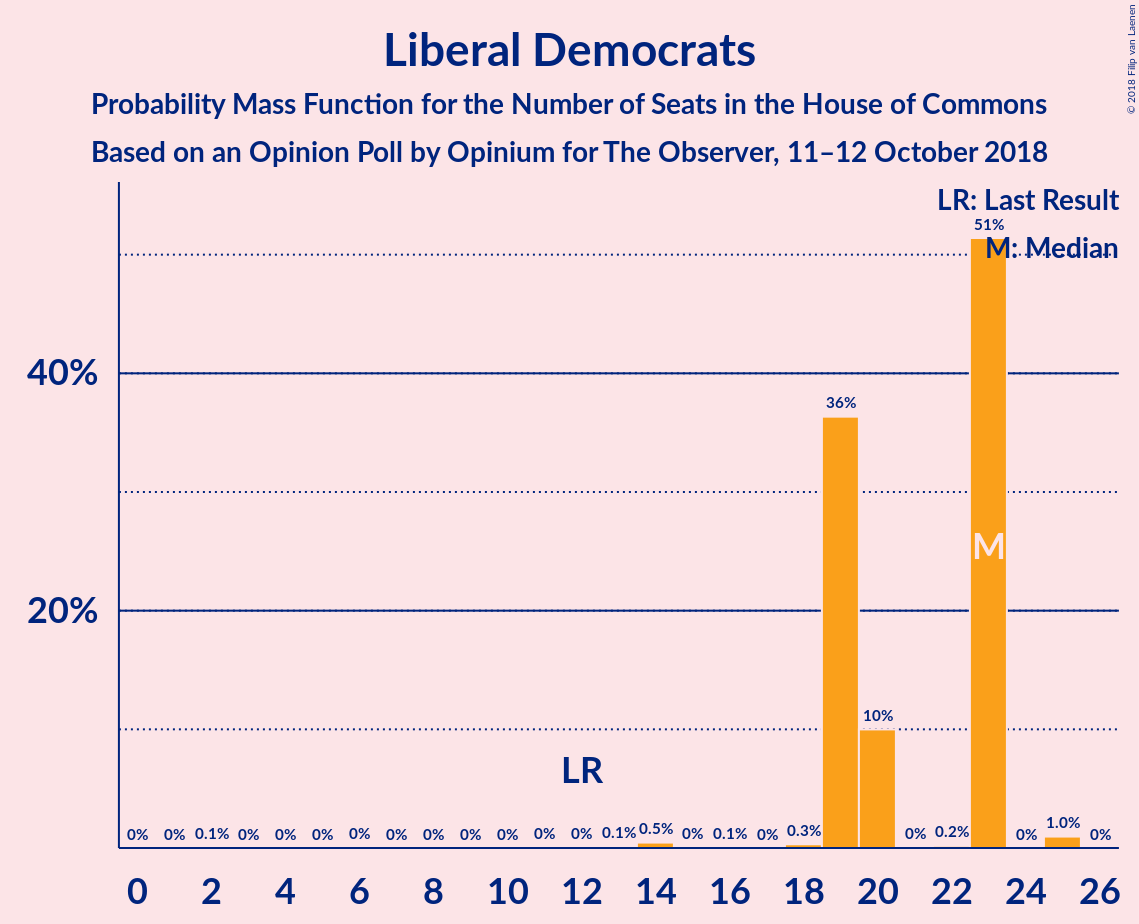 Liberal Democrats
Probability Mass Function for the Number of Seats in the House of Commons
Based on an Opinion Poll by Opinium for The Observer, 11–12 October 2018
© 2018 Filip van Laenen
LR: Last Result
51%
M: Median
40%
36%
M
20%
10%
LR
0% 0% 0.1% 0% 0% 0% 0% 0% 0% 0% 0% 0% 0% 0.1% 0.5% 0% 0.1% 0% 0.3% 0% 0.2% 0% 1.0% 0%
0 2 4 6 8 10 12 14 16 18 20 22 24 26